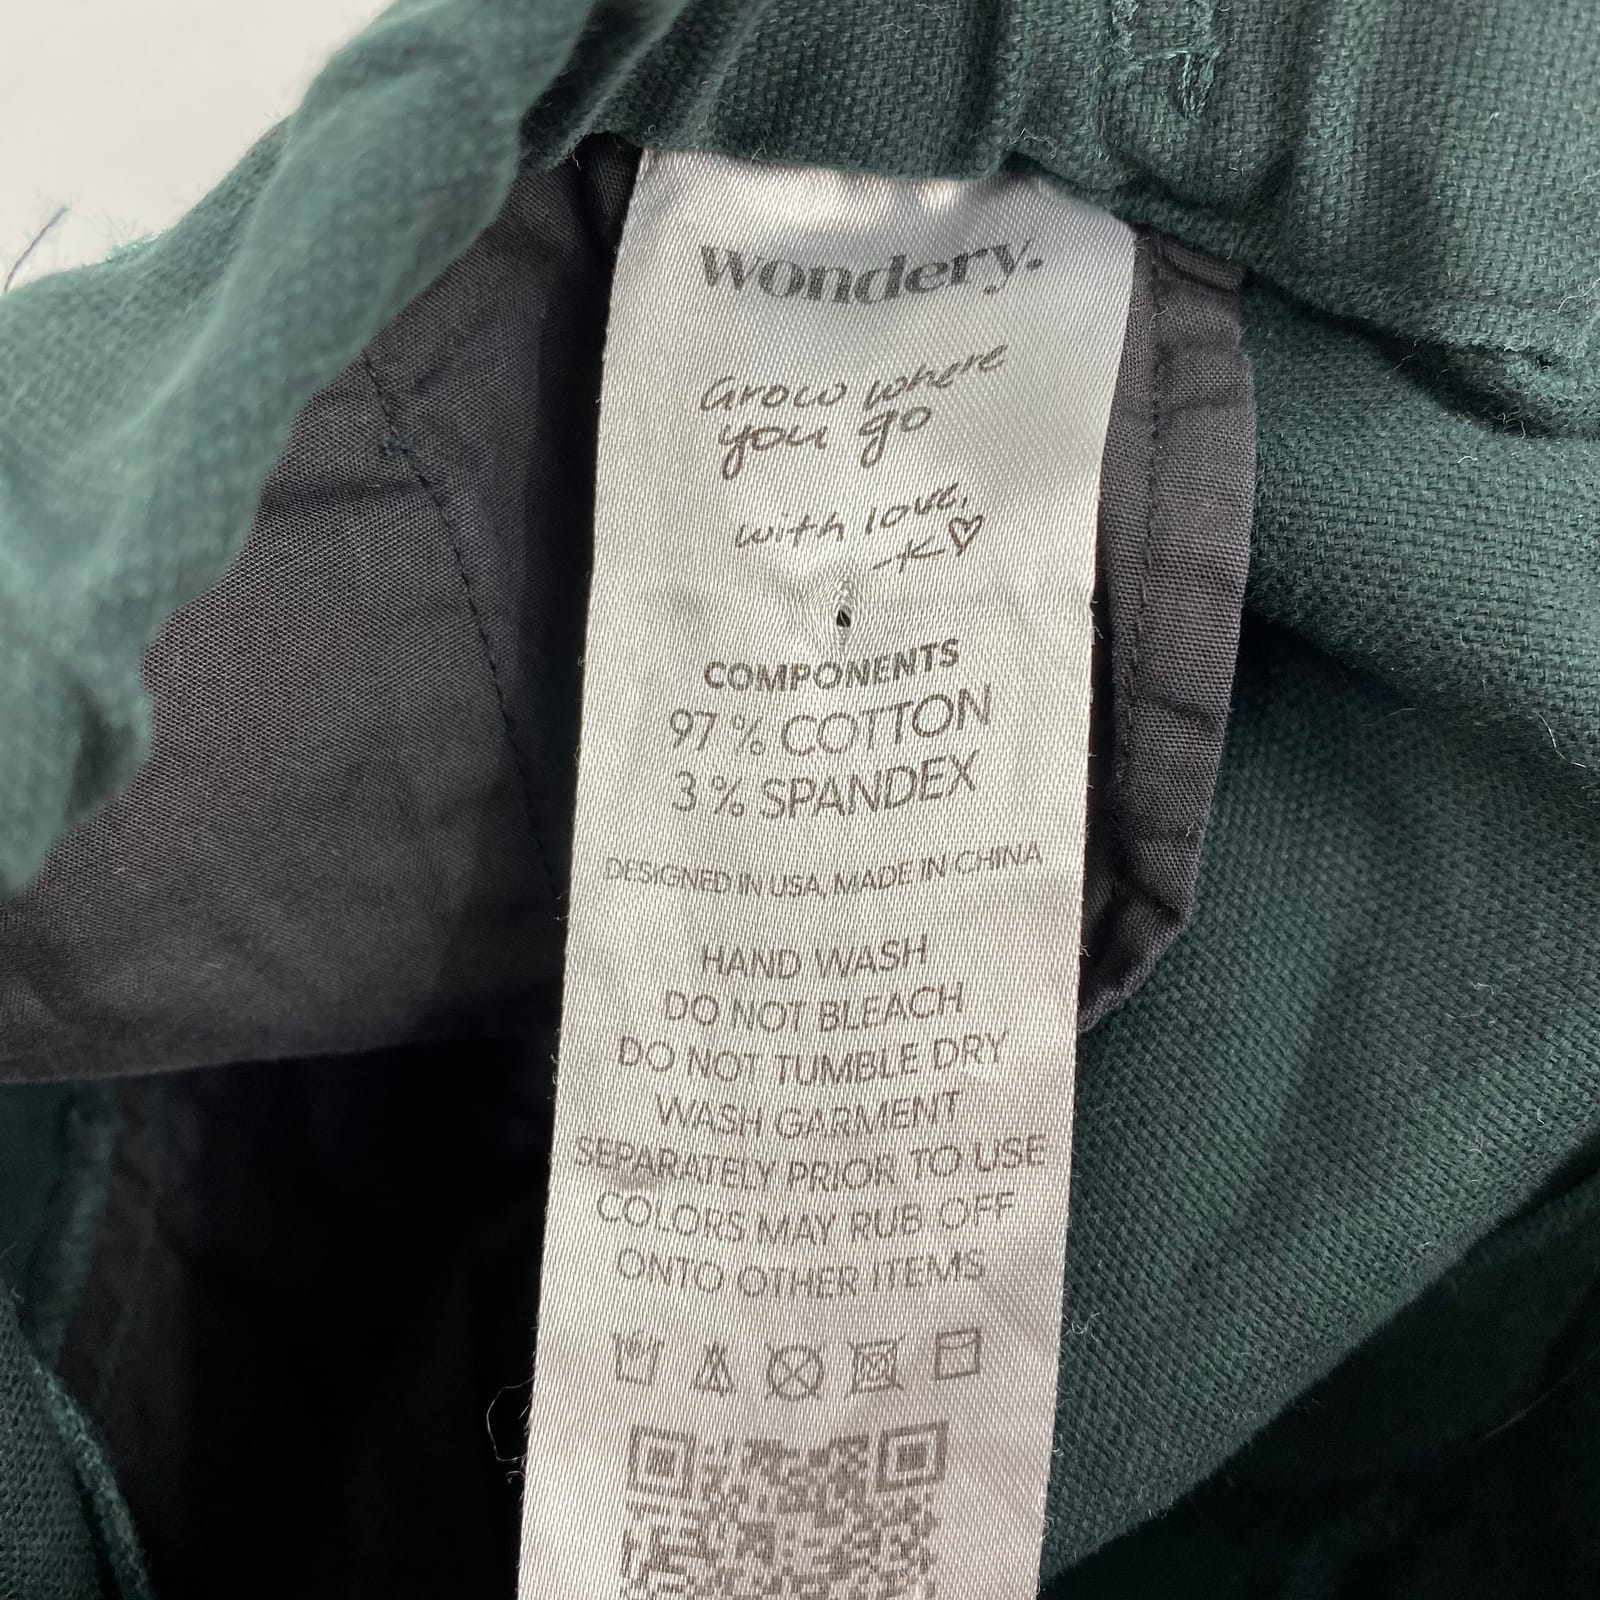 Wondery.
Grow where
you go
with love,
-K♡
COMPONENTS
97 % COTTON
3 % SPANDEX
DESIGNED IN USA, MADE IN CHINA
HAND WASH
DO NOT BLEACH
DO NOT TUMBLE DRY
WASH GARMENT
SEPARATELY PRIOR TO USE
COLORS MAY RUB OFF
ONTO OTHER ITEMS